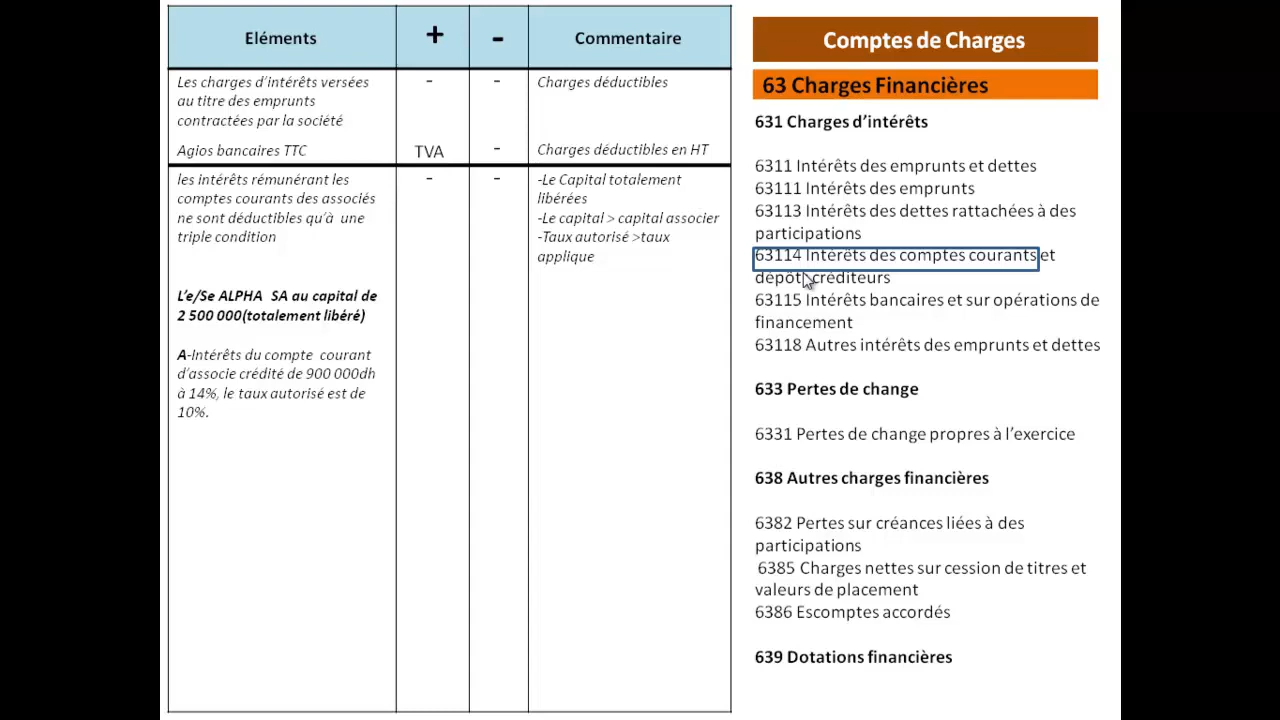 Eléments + - Commentaire
Les charges d'intérêts versées - - Charges déductibles
au titre des emprunts
contractées par la société
Agios bancaires TTC TVA - Charges déductibles en HT
les intérêts rémunérant les - - -Le Capital totalement
comptes courants des associés libérées
ne sont déductibles qu'à une -Le capital > capital associer
triple condition -Taux autorisé >taux
applique
L'e/Se ALPHA SA au capital de
2 500 000(totalement libéré)
A-Intérêts du compte courant
d'associe crédité de 900 000dh
à 14%, le taux autorisé est de
10%.
Comptes de Charges
63 Charges Financières
631 Charges d'intérêts
6311 Intérêts des emprunts et dettes
63111 Intérêts des emprunts
63113 Intérêts des dettes rattachées à des
participations
63114 Intérêts des comptes courants et
dépôts créditeurs
63115 Intérêts bancaires et sur opérations de
financement
63118 Autres intérêts des emprunts et dettes
633 Pertes de change
6331 Pertes de change propres à l'exercice
638 Autres charges financières
6382 Pertes sur créances liées à des
participations
6385 Charges nettes sur cession de titres et
valeurs de placement
6386 Escomptes accordés
639 Dotations financières